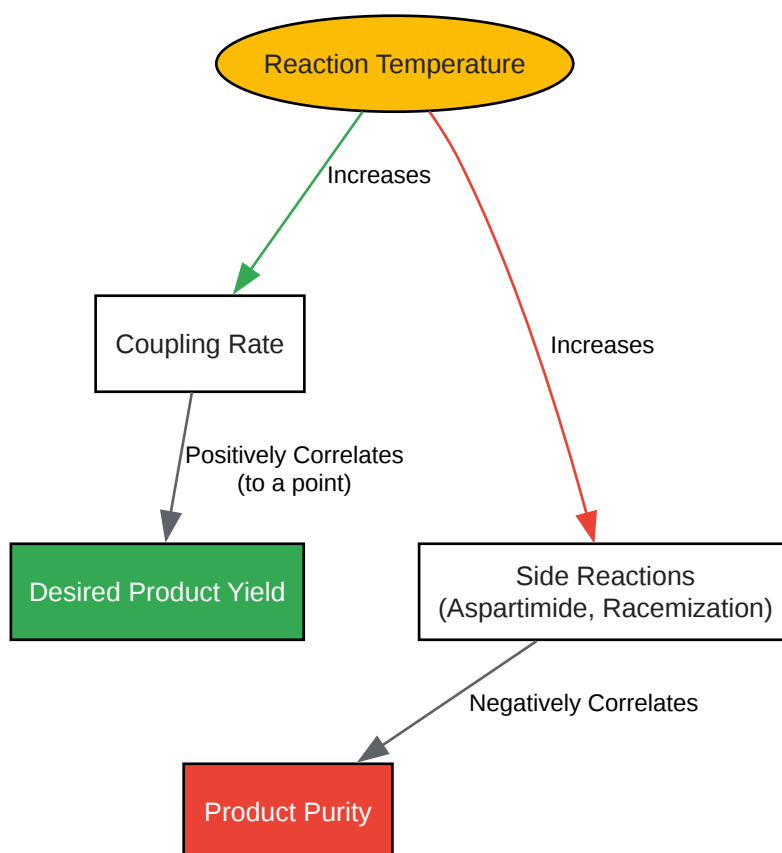 Reaction Temperature
Increases
Coupling Rate
Increases
Positively Correlates
(to a point)
Desired Product Yield
Side Reactions
(Aspartimide, Racemization)
Negatively Correlates
Product Purity